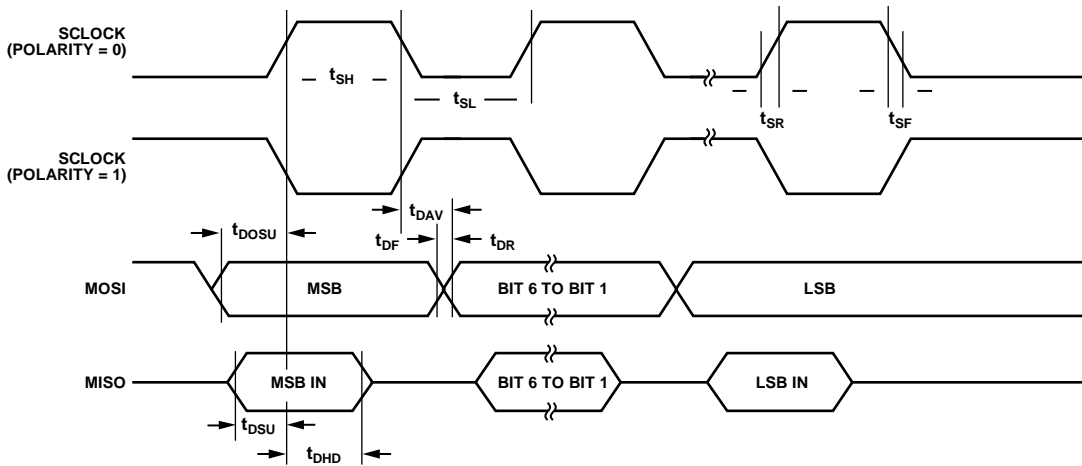 SCLOCK
(POLARITY = 0)
tSH
tSL
tSR
tSF
SCLOCK
(POLARITY = 1)
tDAV
tDOSU
tDF
tDR
MOSI
MSB
BIT 6 TO BIT 1
LSB
MISO
MSB IN
BIT 6 TO BIT 1
LSB IN
tDSU
tDHD